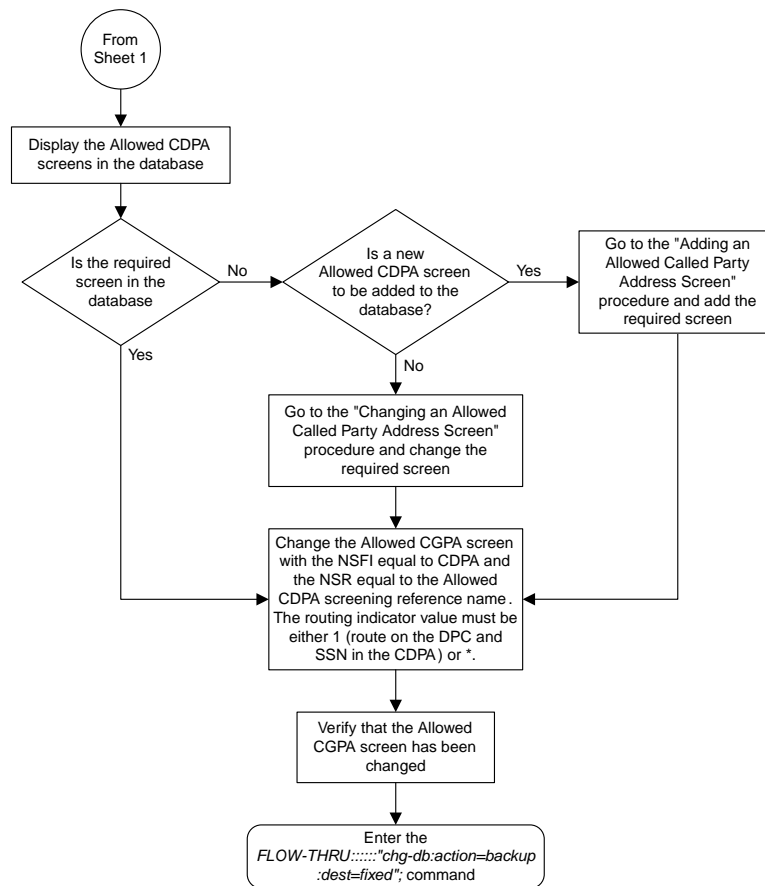 From
Sheet 1
Display the Allowed CDPA
screens in the database
Is the required
screen in the
database
No
Is a new
Allowed CDPA screen
to be added to the
database?
Yes
Go to the "Adding an
Allowed Called Party
Address Screen"
procedure and add the
required screen
Yes
No
Go to the "Changing an Allowed
Called Party Address Screen"
procedure and change the
required screen
Change the Allowed CGPA screen
with the NSFI equal to CDPA and
the NSR equal to the Allowed
CDPA screening reference name.
The routing indicator value must be
either 1 (route on the DPC and
SSN in the CDPA) or *.
Verify that the Allowed
CGPA screen has been
changed
Enter the
FLOW-THRU::::::"chg-db:action=backup
:dest=fixed"; command